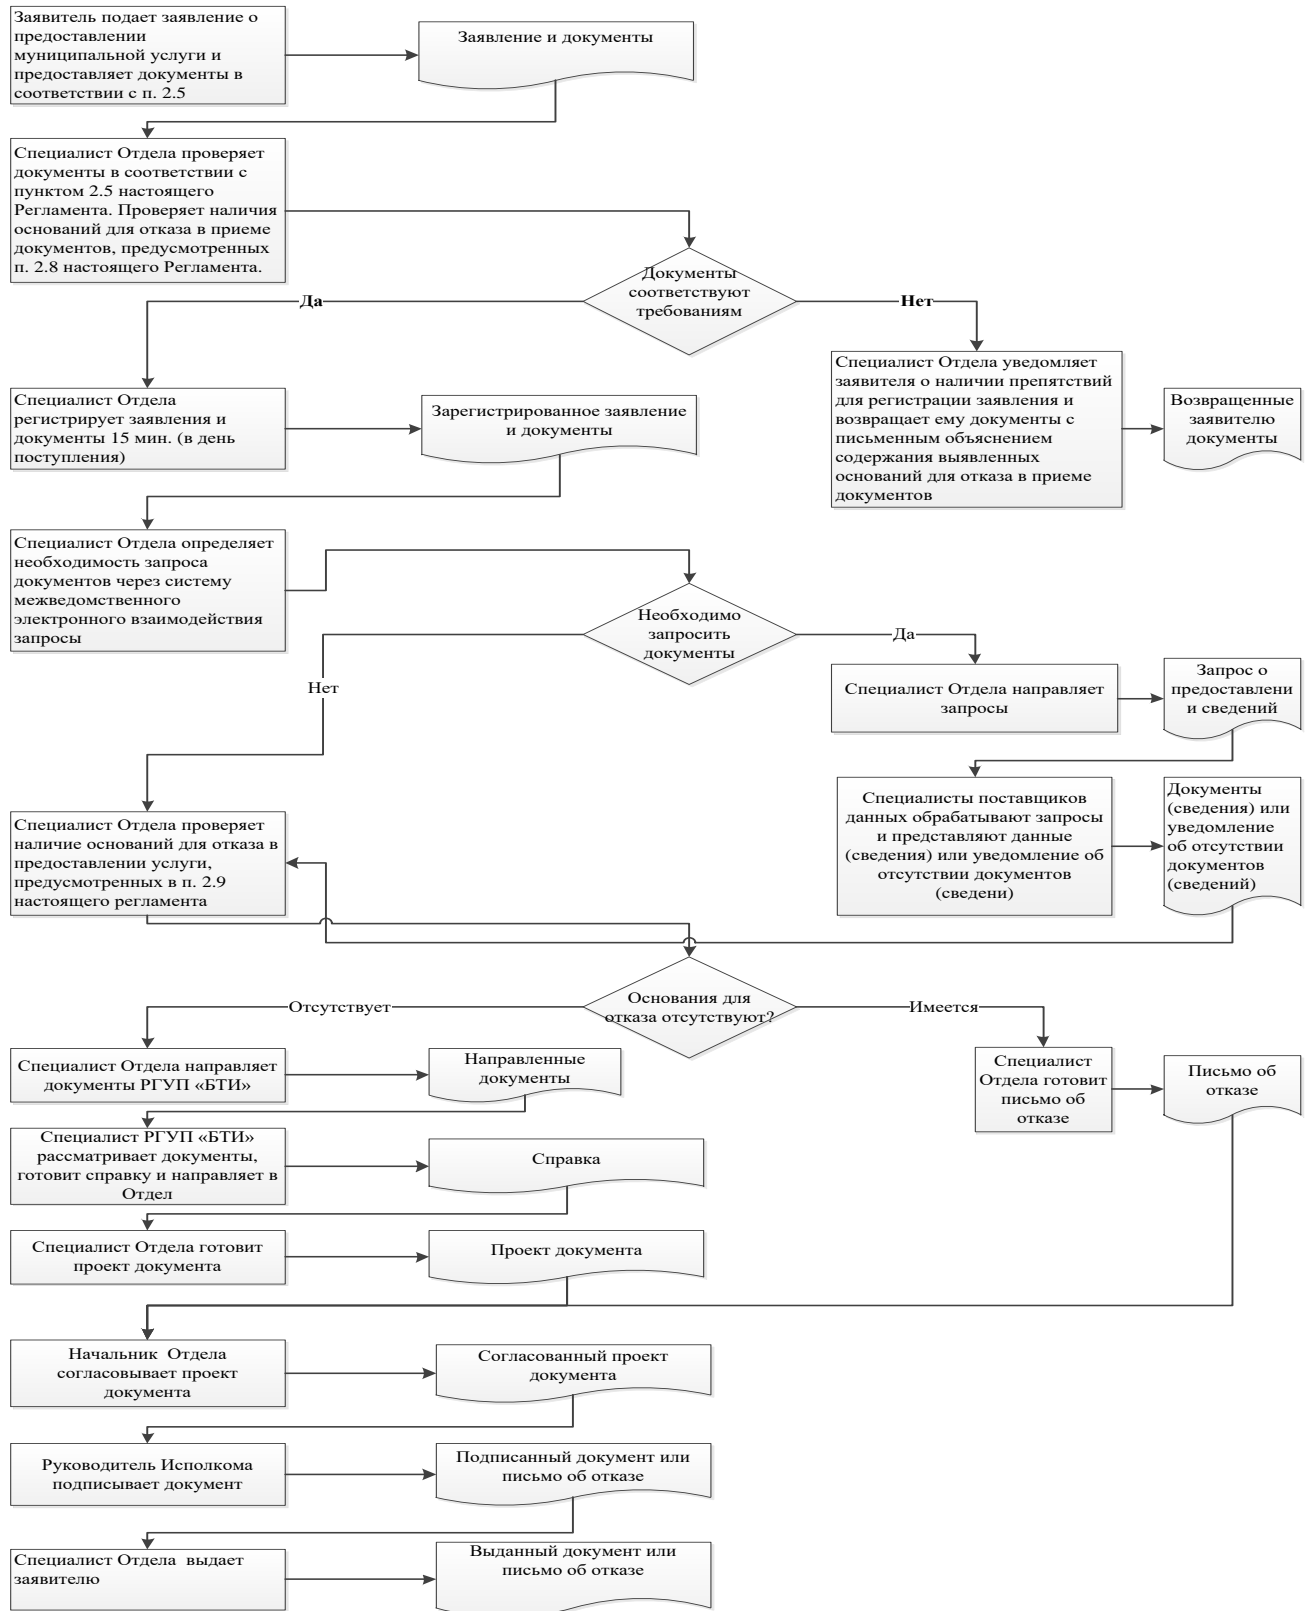 Заявитель подает заявление о
предоставлении
муниципальной услуги и
предоставляет документы в
соответствии с п. 2.5
Заявление и документы
Специалист Отдела проверяет
документы в соответствии с
пунктом 2.5 настоящего
Регламента. Проверяет наличия
оснований для отказа в приеме
документов, предусмотренных
п. 2.8 настоящего Регламента.
Документы
соответствуют
требованиям
Да
Нет
Специалист Отдела
регистрирует заявления и
документы 15 мин. (в день
поступления)
Зарегистрированное заявление
и документы
Специалист Отдела уведомляет
заявителя о наличии препятствий
для регистрации заявления и
возвращает ему документы с
письменным объяснением
содержания выявленных
оснований для отказа в приеме
документов
Возвращенные
заявителю
документы
Специалист Отдела определяет
необходимость запроса
документов через систему
межведомственного
электронного взаимодействия
запросы
Необходимо
запросить
документы
Да
Нет
Специалист Отдела направляет
запросы
Запрос о
предоставлени
и сведений
Специалисты поставщиков
данных обрабатывают запросы
и представляют данные
(сведения) или уведомление об
отсутствии документов
(сведени)
Документы
(сведения) или
уведомление
об отсутствии
документов
(сведений)
Специалист Отдела проверяет
наличие оснований для отказа в
предоставлении услуги,
предусмотренных в п. 2.9
настоящего регламента
Основания для
отказа отсутствуют?
Отсутствует
Имеется
Специалист Отдела направляет
документы РГУП «БТИ»
Направленные
документы
Специалист
Отдела готовит
письмо об
отказе
Письмо об
отказе
Специалист РГУП «БТИ»
рассматривает документы,
готовит справку и направляет в
Отдел
Справка
Специалист Отдела готовит
проект документа
Проект документа
Начальник  Отдела
согласовывает проект
документа
Согласованный проект
документа
Руководитель Исполкома
подписывает документ
Подписанный документ или
письмо об отказе
Специалист Отдела  выдает
заявителю
Выданный документ или
письмо об отказе